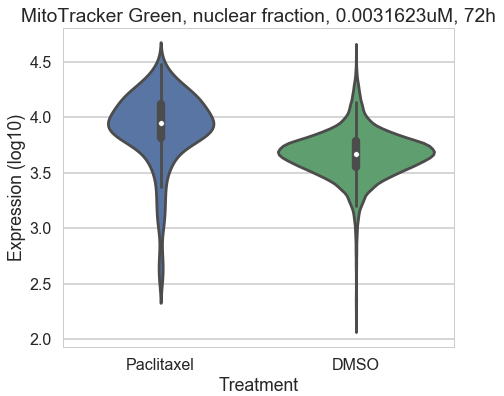 MitoTracker Green, nuclear fraction, 0.0031623uM, 72h
4.5
4.0
3.5
3.0
2.5
2.0
Expression (log10)
Paclitaxel DMSO
Treatment